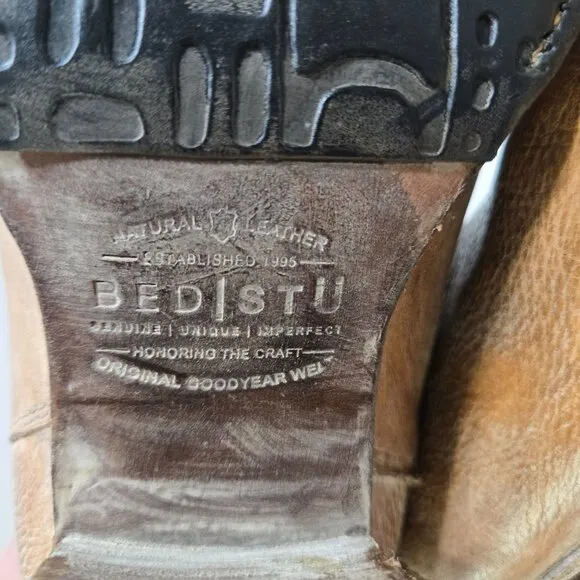 NATURAL LEATHER
ESTABLISHED 1995
BED|STU
GENUINE | UNIQUE | IMPERFECT
HONORING THE CRAFT
ORIGINAL GOODYEAR WELT